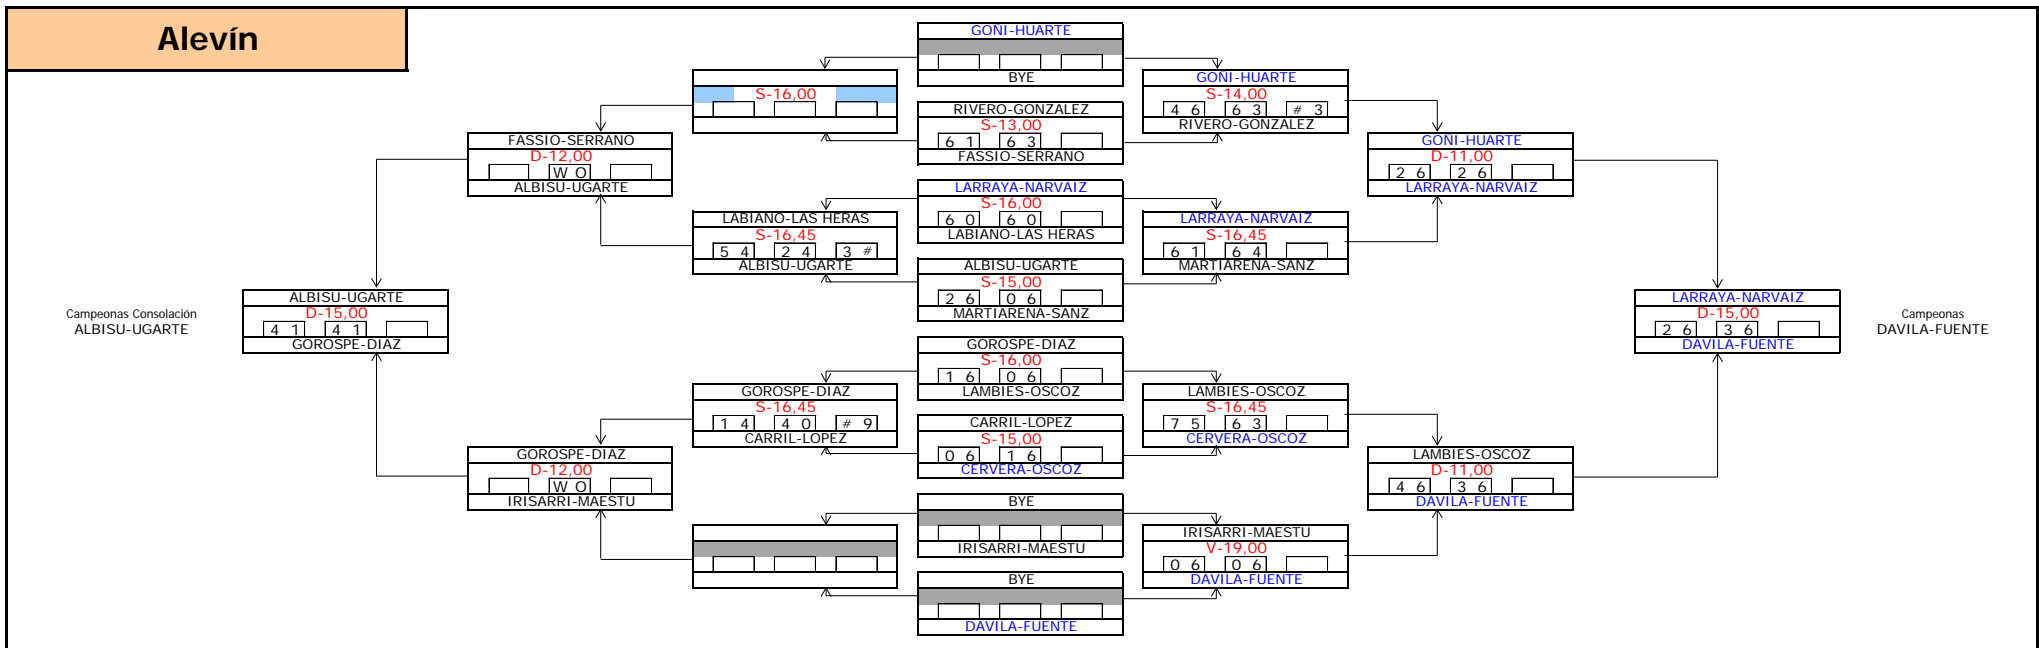 Alevín
Campeonas Consolación
ALBISU-UGARTE
ALBISU-UGARTE
D-15,00
4 1 4 1
GOROSPE-DIAZ
FASSIO-SERRANO
D-12,00
W O
ALBISU-UGARTE
GOROSPE-DIAZ
D-12,00
W O
IRISARRI-MAESTU
S-16,00
LABIANO-LAS HERAS
S-16,45
5 4 2 4 3 #
ALBISU-UGARTE
GOROSPE-DIAZ
S-16,45
1 4 4 0 # 9
CARRIL-LOPEZ
GOÑI-HUARTE
BYE
RIVERO-GONZALEZ
S-13,00
6 1 6 3
FASSIO-SERRANO
LARRAYA-NARVAIZ
S-16,00
6 0 6 0
LABIANO-LAS HERAS
ALBISU-UGARTE
S-15,00
2 6 0 6
MARTIARENA-SANZ
GOROSPE-DIAZ
S-16,00
1 6 0 6
LAMBIES-OSCOZ
CARRIL-LOPEZ
S-15,00
0 6 1 6
CERVERA-OSCOZ
BYE
IRISARRI-MAESTU
BYE
DAVILA-FUENTE
GOÑI-HUARTE
S-14,00
4 6 6 3 # 3
RIVERO-GONZALEZ
LARRAYA-NARVAIZ
S-16,45
6 1 6 4
MARTIARENA-SANZ
LAMBIES-OSCOZ
S-16,45
7 5 6 3
CERVERA-OSCOZ
IRISARRI-MAESTU
V-19,00
0 6 0 6
DAVILA-FUENTE
GOÑI-HUARTE
D-11,00
2 6 2 6
LARRAYA-NARVAIZ
LAMBIES-OSCOZ
D-11,00
4 6 3 6
DAVILA-FUENTE
LARRAYA-NARVAIZ
D-15,00
2 6 3 6
DAVILA-FUENTE
Campeonas
DAVILA-FUENTE